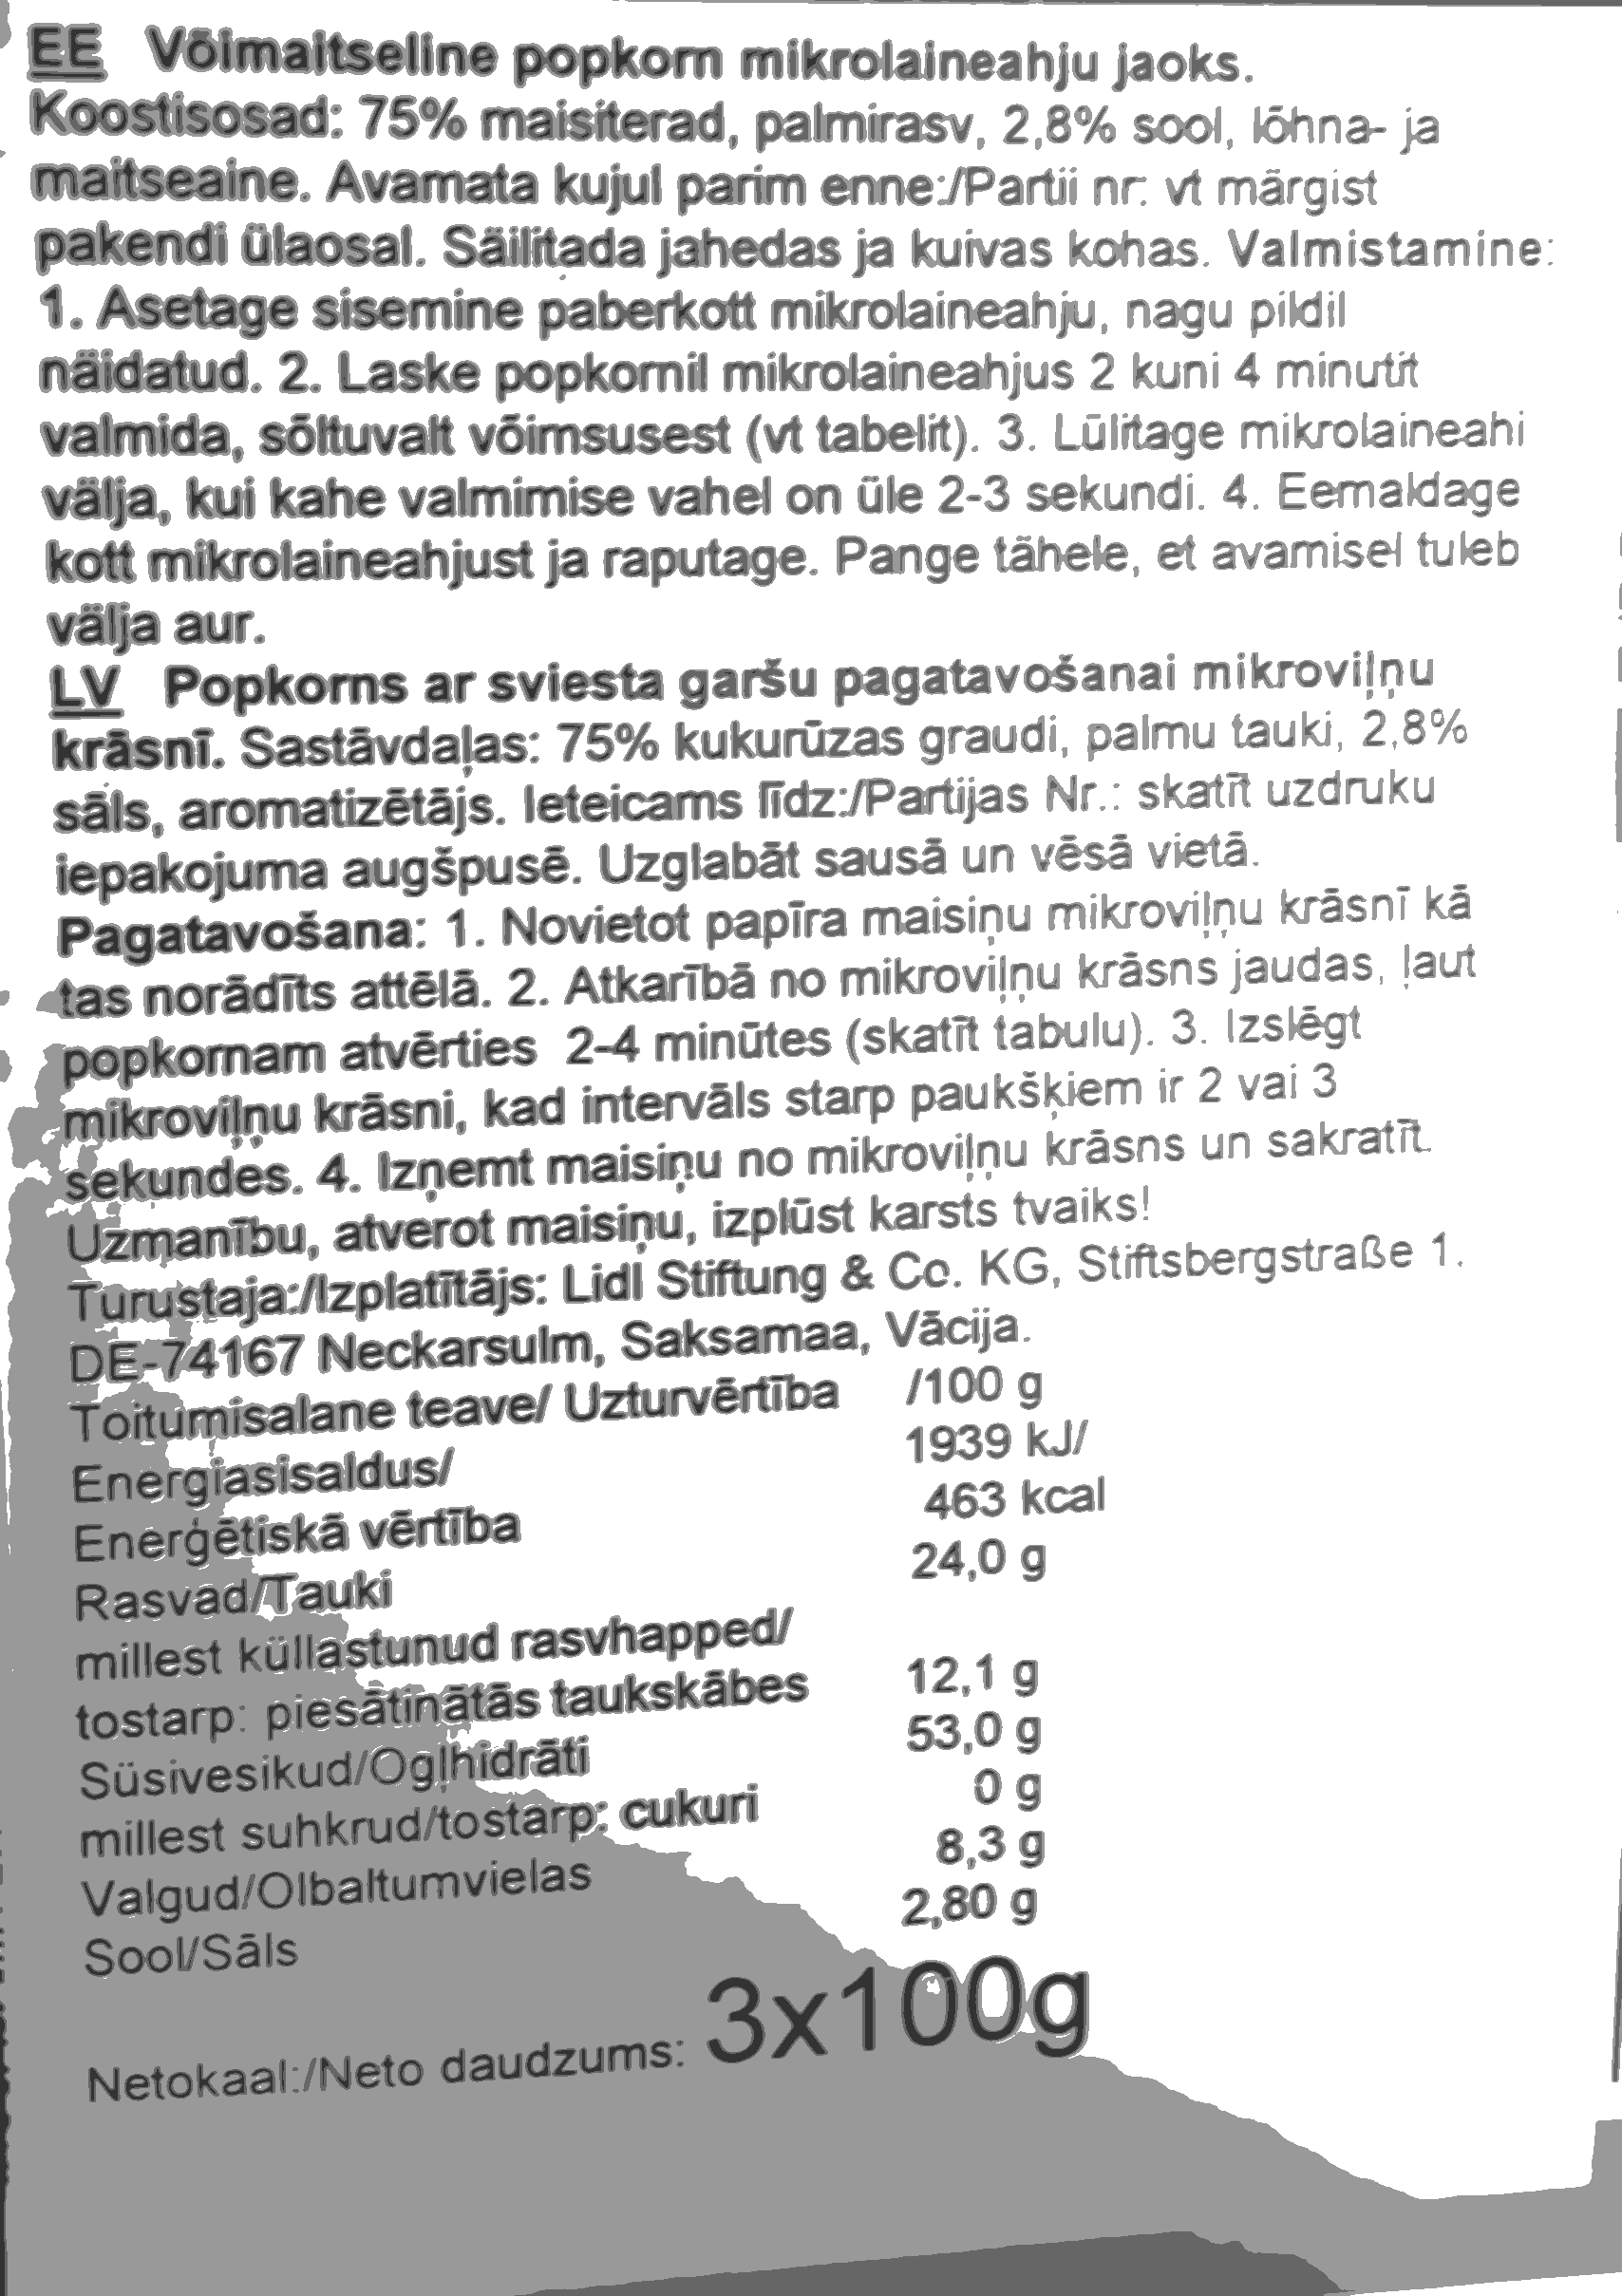 EE Võimaitseline popkorn mikrolaineahju jaoks.
Koostisosad: 75% maisiterad, palmirasv, 2,8% sool, lõhna- ja
maitseaine. Avamata kujul parim enne:/Partii nr: vt märgist
pakendi ülaosal. Säilitada jahedas ja kuivas kohas. Valmistamine:
1. Asetage sisemine paberkott mikrolaineahju, nagu pildil
näidatud. 2. Laske popkornil mikrolaineahjus 2 kuni 4 minutit
valmida, sõltuvalt võimsusest (vt tabelit). 3. Lülitage mikrolaineahi
välja, kui kahe valmimise vahel on üle 2-3 sekundi. 4. Eemaldage
kott mikrolaineahjust ja raputage. Pange tähele, et avamisel tuleb
välja aur.
LV Popkorns ar sviesta garšu pagatavošanai mikroviļņu
krāsnī. Sastāvdaļas: 75% kukurūzas graudi, palmu tauki, 2,8%
sāls, aromatizētājs. Ieteicams līdz:/Partijas Nr.: skatīt uzdruku
iepakojuma augšpusē. Uzglabāt sausā un vēsā vietā.
Pagatavošana: 1. Novietot papīra maisiņu mikroviļņu krāsnī kā
tas norādīts attēlā. 2. Atkarībā no mikroviļņu krāsns jaudas, ļaut
popkornam atvērties 2-4 minūtes (skatīt tabulu). 3. Izslēgt
mikroviļņu krāsni, kad intervāls starp paukšķiem ir 2 vai 3
sekundes. 4. Izņemt maisiņu no mikroviļņu krāsns un sakratīt.
Uzmanību, atverot maisiņu, izplūst karsts tvaiks!
Turustaja:/Izplatītājs: Lidl Stiftung & Co. KG, Stiftsbergstraße 1.
DE-74167 Neckarsulm, Saksamaa, Vācija.
Toitumisalane teave/ Uzturvērtība /100 g
Energiasisaldus/ 1939 kJ/
Enerģētiskā vērtība 463 kcal
Rasvad/Tauki 24,0 g
millest küllastunud rasvhapped/
tostarp: piesātinātās taukskābes 12,1 g
Süsivesikud/Ogļhidrāti 53,0 g
millest suhkrud/tostarp: cukuri 0 g
Valgud/Olbaltumvielas 8,3 g
Sool/Sāls 2,80 g
Netokaal:/Neto daudzums: 3x100g